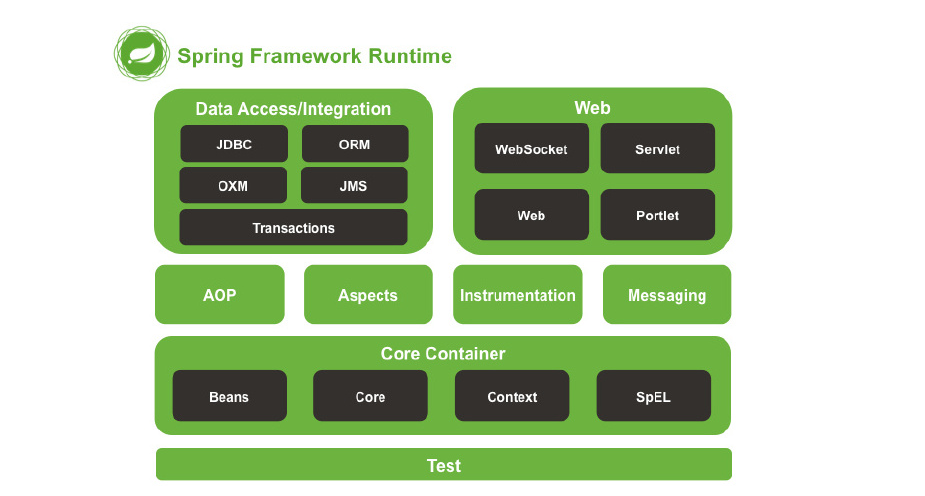 Spring Framework Runtime
Data Access/Integration
JDBC
ORM
OXM
JMS
Transactions
Web
WebSocket
Servlet
Web
Portlet
AOP
Aspects
Instrumentation
Messaging
Core Container
Beans
Core
Context
SpEL
Test